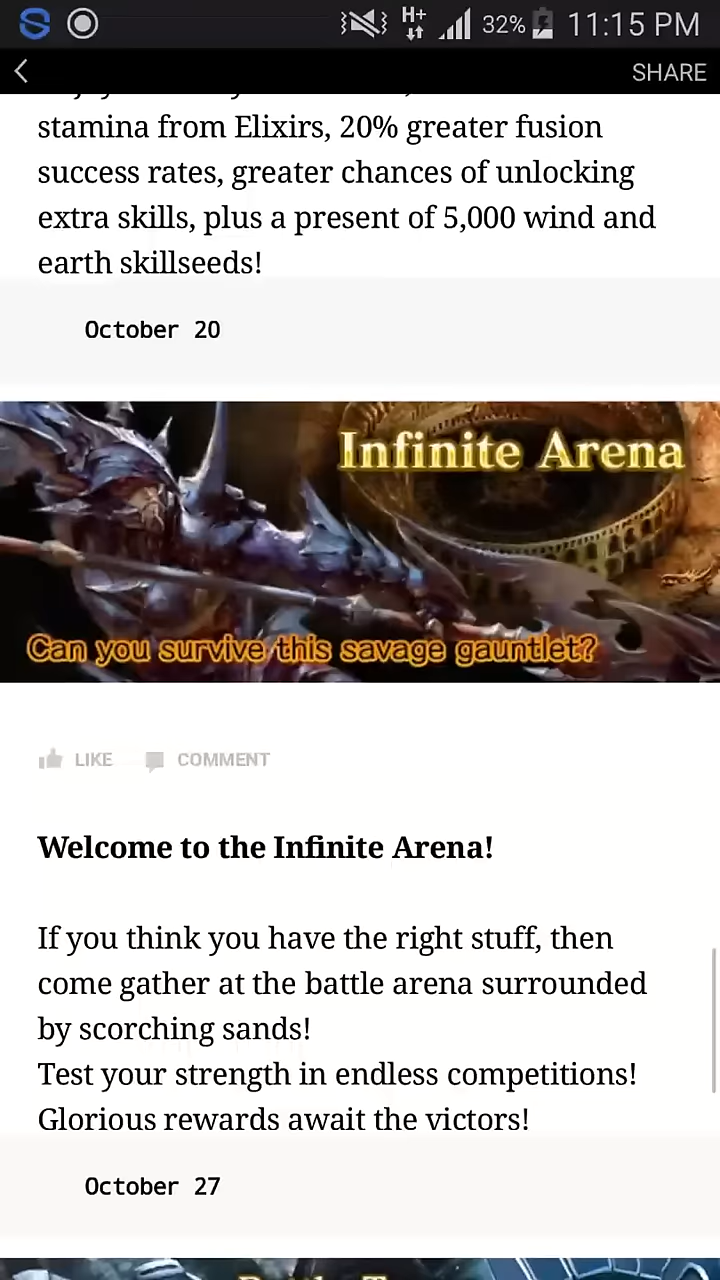 H+ 32% 11:15 PM
SHARE
stamina from Elixirs, 20% greater fusion
success rates, greater chances of unlocking
extra skills, plus a present of 5,000 wind and
earth skillseeds!
October 20
Infinite Arena
Can you survive this savage gauntlet?
LIKE COMMENT
Welcome to the Infinite Arena!
If you think you have the right stuff, then
come gather at the battle arena surrounded
by scorching sands!
Test your strength in endless competitions!
Glorious rewards await the victors!
October 27